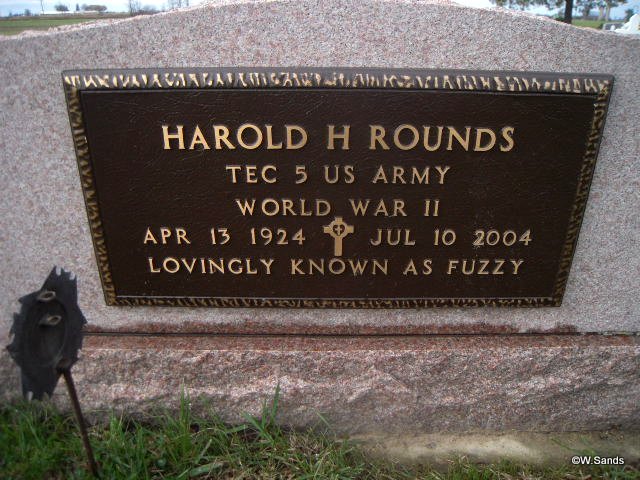 HAROLD H ROUNDS
TEC 5 US ARMY
WORLD WAR II
APR 13 1924 JUL 10 2004
LOVINGLY KNOWN AS FUZZY
©W.Sands